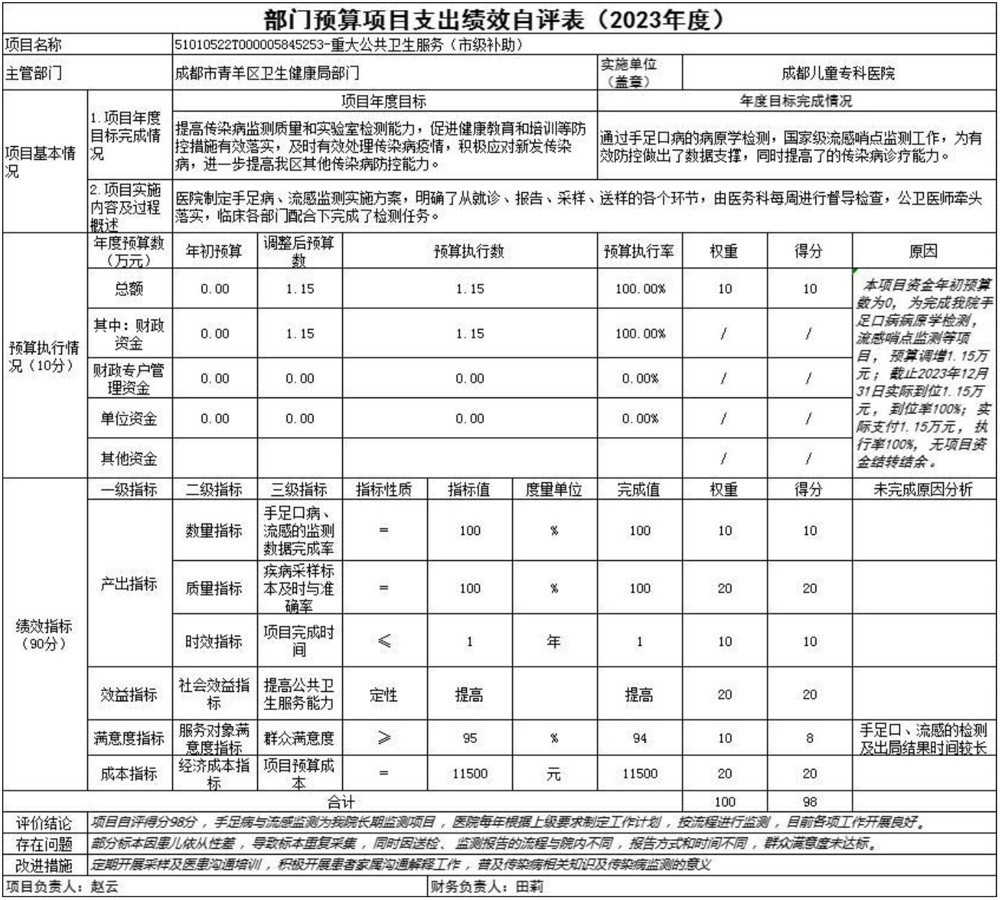 部门预算项目支出绩效自评表（2023年度）
项目名称
51010522T000005845253-重大公共卫生服务（市级补助）
主管部门
成都市青羊区卫生健康局部门
实施单位
（盖章）
成都儿童专科医院
项目基本情
况
1.项目年度
目标完成情
况
项目年度目标
年度目标完成情况
提高传染病监测质量和实验室检测能力，促进健康教育和培训等防
控措施有效落实，及时有效处理传染病疫情，积极应对新发传染
病，进一步提高我区其他传染病防控能力。
通过手足口病的病原学检测，国家级流感哨点监测工作，为有
效防控做出了数据支撑，同时提高了的传染病诊疗能力。
2.项目实施
内容及过程
概述
医院制定手足病、流感监测实施方案，明确了从就诊、报告、采样、送样的各个环节，由医务科每周进行督导检查，公卫医师牵头
落实，临床各部门配合下完成了检测任务。
预算执行情
况（10分）
年度预算数
（万元）
年初预算
调整后预算
数
预算执行数
预算执行率
权重
得分
原因
总额
0.00
1.15
1.15
100.00%
10
10
本项目资金年初预算
数为0，为完成我院手
足口病病原学检测，
流感哨点监测等项
目，预算调增1.15万
元；截止2023年12月
31日实际到位1.15万
元，到位率100%；实
际支付1.15万元，执
行率100%，无项目资
金结转结余。
其中：财政
资金
0.00
1.15
1.15
100.00%
/
/
财政专户管
理资金
0.00
0.00
0.00
0.00%
/
/
单位资金
0.00
0.00
0.00
0.00%
/
/
其他资金
/
/
绩效指标
（90分）
一级指标
二级指标
三级指标
指标性质
指标值
度量单位
完成值
权重
得分
未完成原因分析
产出指标
数量指标
手足口病、
流感的监测
数据完成率
=
100
%
100
10
10
质量指标
疾病采样标
本及时与准
确率
=
100
%
100
20
20
时效指标
项目完成时
间
≤
1
年
1
10
10
效益指标
社会效益指
标
提高公共卫
生服务能力
定性
提高
提高
20
20
满意度指标
服务对象满
意度指标
群众满意度
≥
95
%
94
10
8
手足口、流感的检测
及出局结果时间较长
成本指标
经济成本指
标
项目预算成
本
=
11500
元
11500
20
20
合计
100
98
评价结论
项目自评得分98分，手足病与流感监测为我院长期监测项目，医院每年根据上级要求制定工作计划，按流程进行监测，目前各项工作开展良好。
存在问题
部分标本因患儿依从性差，导致标本重复采集，同时因送检、监测报告的流程与院内不同，报告方式和时间不同，群众满意度未达标。
改进措施
定期开展采样及医患沟通培训，积极开展患者家属沟通解释工作，普及传染病相关知识及传染病监测的意义
项目负责人：赵云
财务负责人：田莉